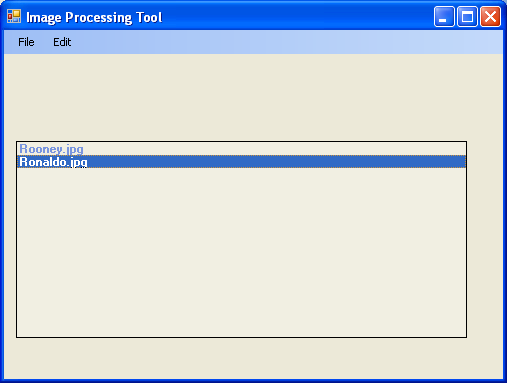 Image Processing Tool
File Edit
Rooney.jpg
Ronaldo.jpg